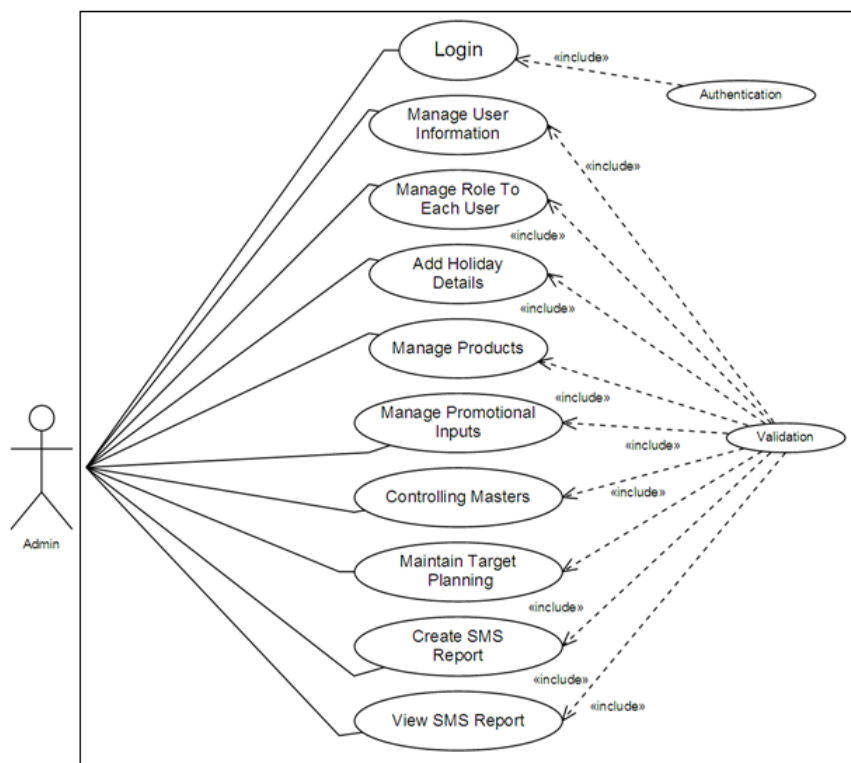 Login
«include»
Authentication
Manage User
Information
«include»
Manage Role To
Each User
«include»
Add Holiday
Details
«include»
Manage Products
«include»
Manage Promotional
Inputs
Validation
«include»
Controlling Masters
«include»
Admin
Maintain Target
Planning
«include»
Create SMS
Report
«include»
View SMS Report
«include»